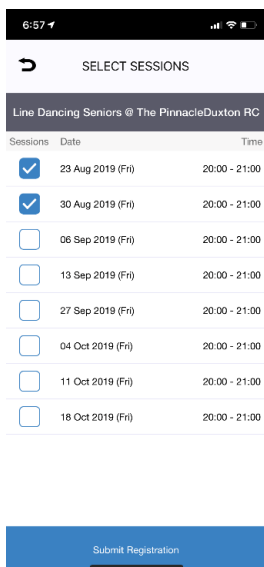 6:57
SELECT SESSIONS
Line Dancing Seniors @ The PinnacleDuxton RC
Sessions Date Time
23 Aug 2019 (Fri) 20:00 - 21:00
30 Aug 2019 (Fri) 20:00 - 21:00
06 Sep 2019 (Fri) 20:00 - 21:00
13 Sep 2019 (Fri) 20:00 - 21:00
27 Sep 2019 (Fri) 20:00 - 21:00
04 Oct 2019 (Fri) 20:00 - 21:00
11 Oct 2019 (Fri) 20:00 - 21:00
18 Oct 2019 (Fri) 20:00 - 21:00
Submit Registration